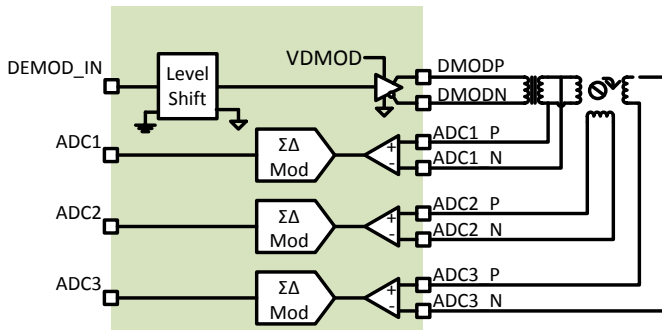 VDMOD
DMODP
DEMOD_IN
Level
Shift
DMODN
ADC1_P
ADC1
ΣΔ
Mod
+
-
ADC1_N
ADC2_P
ADC2
ΣΔ
Mod
+
-
ADC2_N
ADC3_P
ADC3
ΣΔ
Mod
+
-
ADC3_N